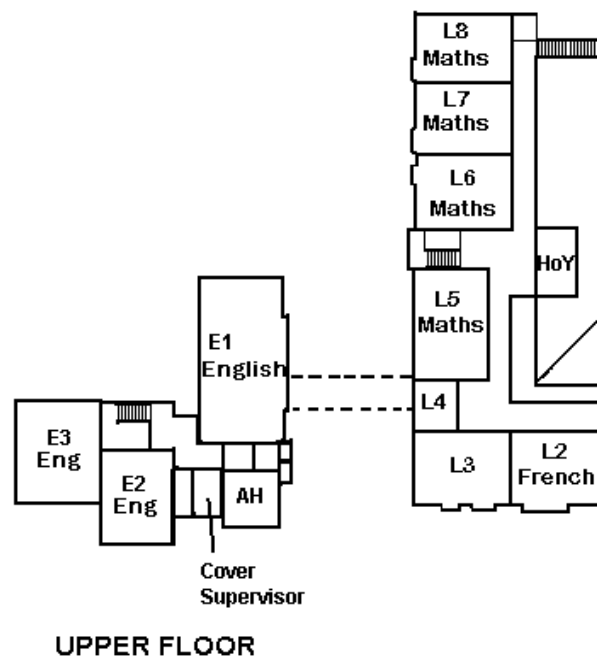 L8
Maths
L7
Maths
L6
Maths
HoY
L5
Maths
E1
English
L4
E3
Eng
E2
Eng
AH
L3
L2
French
Cover
Supervisor
UPPER FLOOR